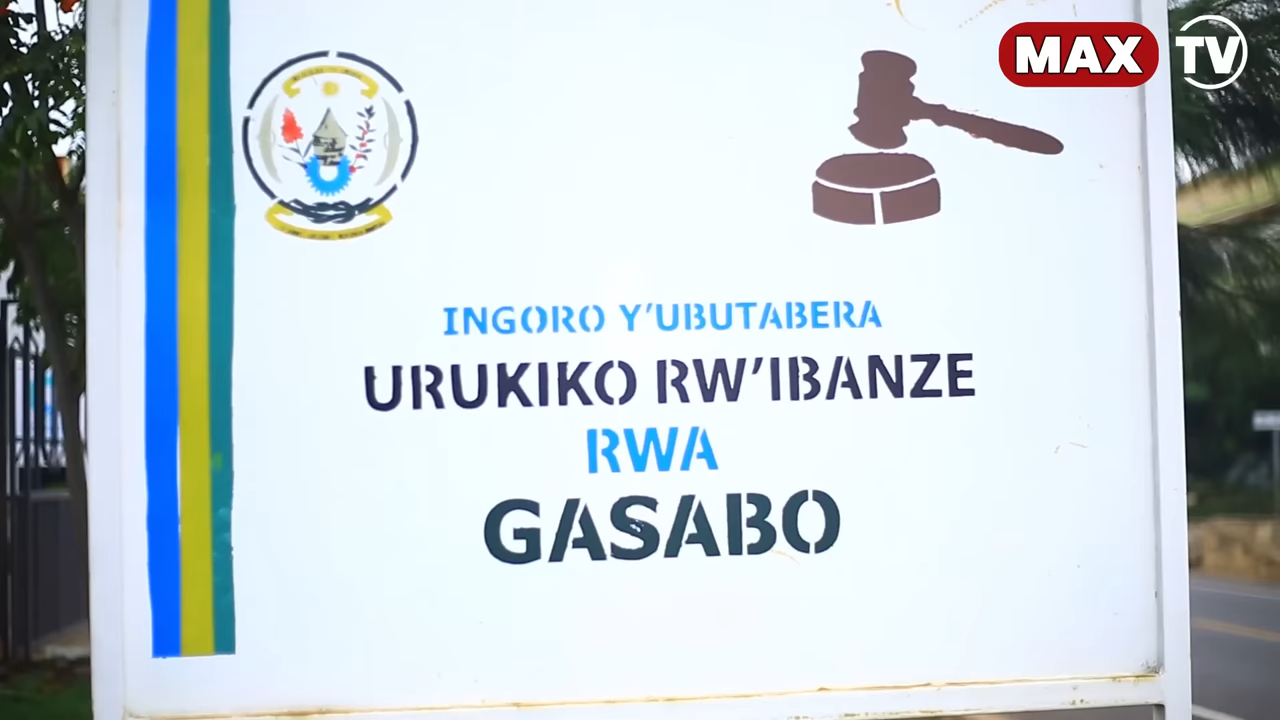 MAX TV
INGORO Y'UBUTABERA
URUKIKO RW'IBANZE
RWA
GASABO